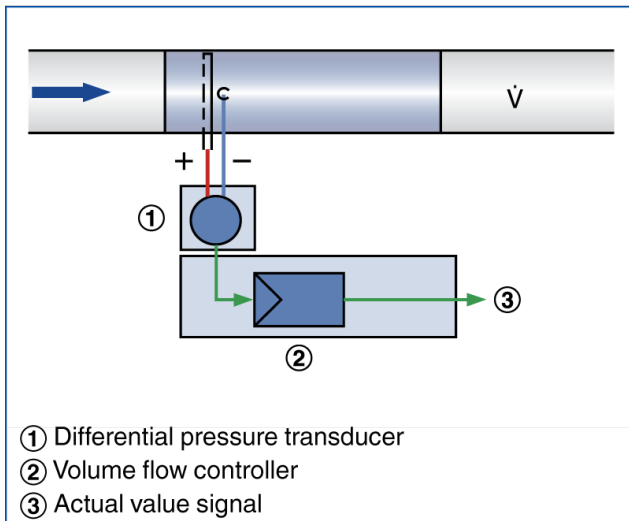 V̇
+ −
①
③
②
① Differential pressure transducer
② Volume flow controller
③ Actual value signal